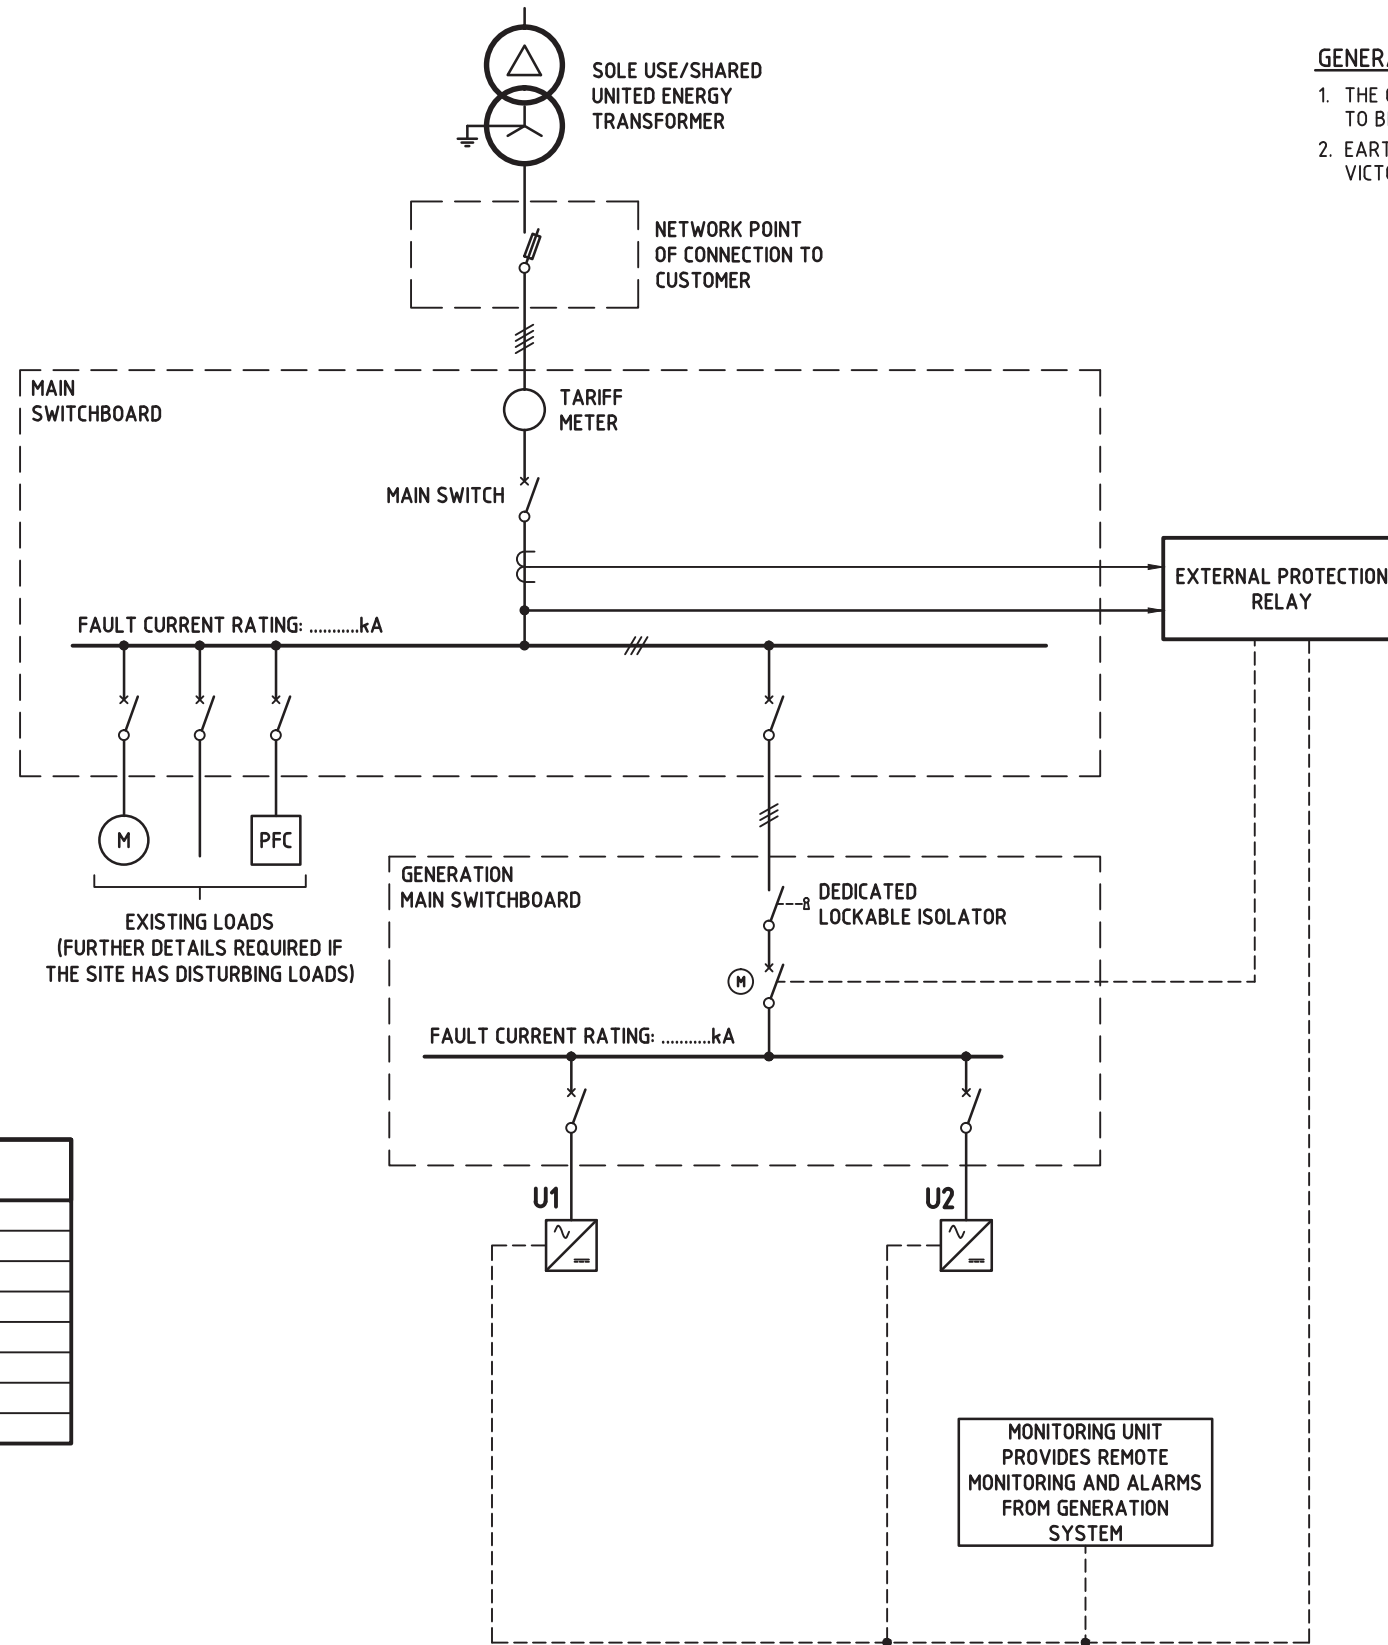 SOLE USE/SHARED
UNITED ENERGY
TRANSFORMER
GENERA
1. THE
TO B
2. EART
VICT
NETWORK POINT
OF CONNECTION TO
CUSTOMER
MAIN
SWITCHBOARD
TARIFF
METER
MAIN SWITCH
EXTERNAL PROTECTION
RELAY
FAULT CURRENT RATING: ...........kA
M
PFC
EXISTING LOADS
(FURTHER DETAILS REQUIRED IF
THE SITE HAS DISTURBING LOADS)
GENERATION
MAIN SWITCHBOARD
DEDICATED
LOCKABLE ISOLATOR
M
FAULT CURRENT RATING: ...........kA
U1
U2
MONITORING UNIT
PROVIDES REMOTE
MONITORING AND ALARMS
FROM GENERATION
SYSTEM